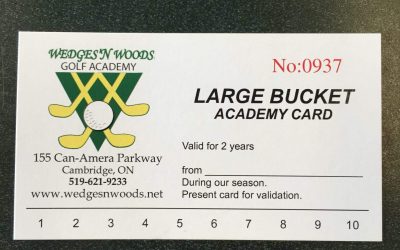 WEDGES 'N WOODS
GOLF ACADEMY
155 Can-Amera Parkway
Cambridge, ON
519-621-9233
www.wedgesnwoods.net
No:0937
LARGE BUCKET
ACADEMY CARD
Valid for 2 years
from
During our season.
Present card for validation.
1 2 3 4 5 6 7 8 9 10